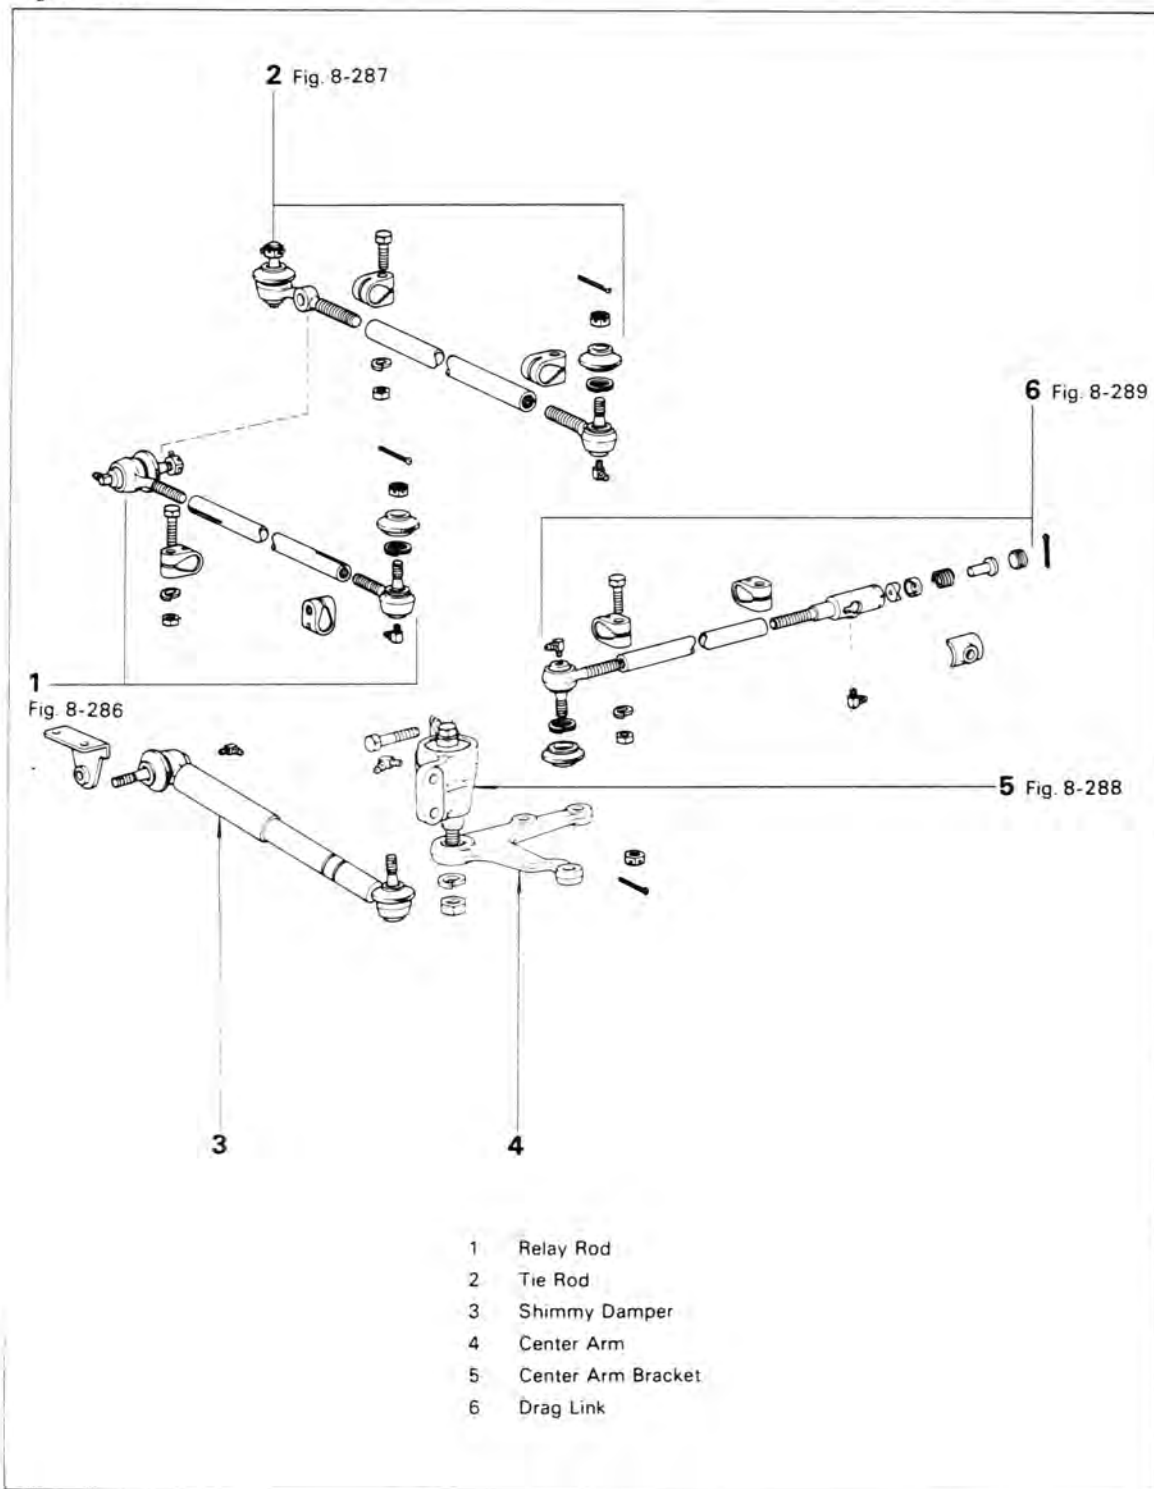 2 Fig. 8-287
6 Fig. 8-289
1
Fig. 8-286
5 Fig. 8-288
3
4
1 Relay Rod
2 Tie Rod
3 Shimmy Damper
4 Center Arm
5 Center Arm Bracket
6 Drag Link